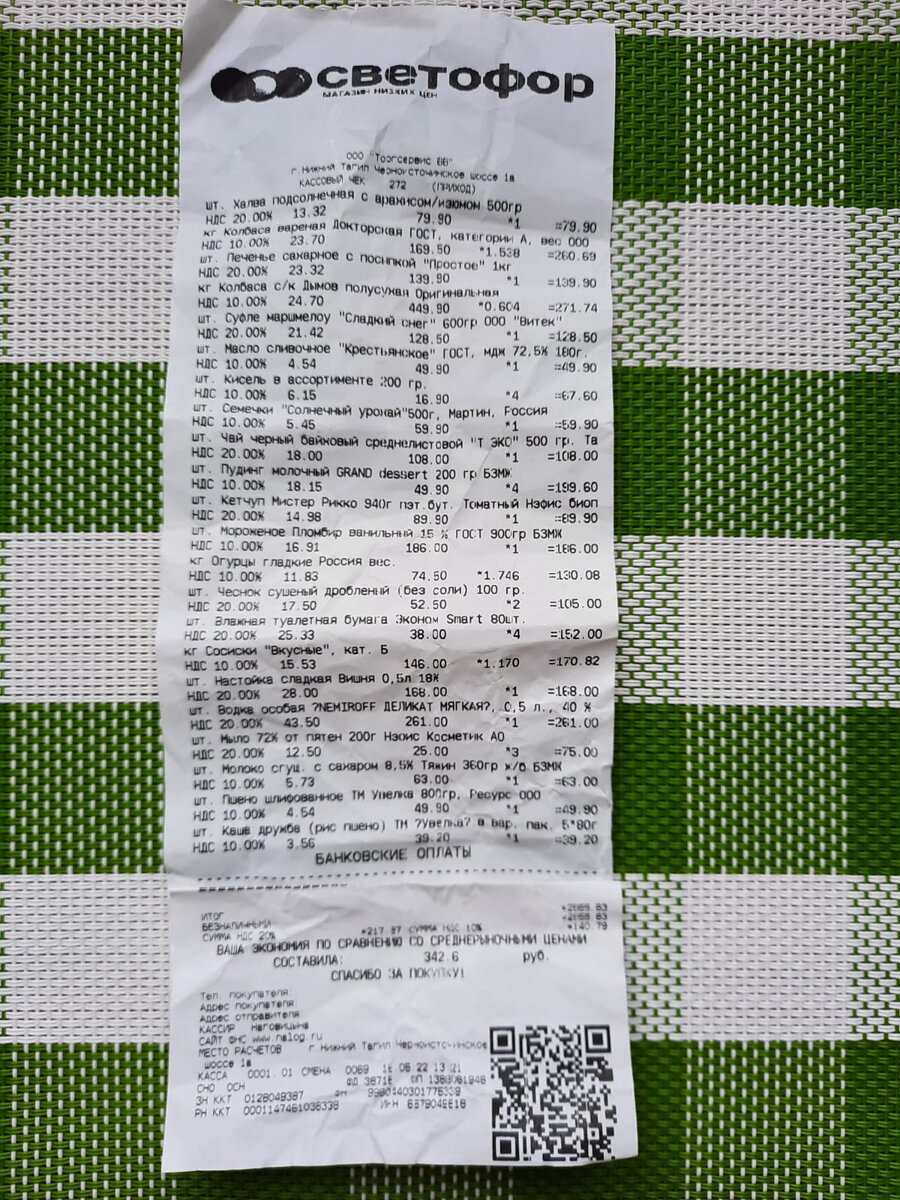 светофор
МАГАЗИН НИЗКИХ ЦЕН
ООО "Торгсервис ВВ"
г.Нижний Тагил Черноисточинское шоссе 1а
КАССОВЫЙ ЧЕК 272 (ПРИХОД)
шт. Халва подсолнечная с арахисом/изюмом 500гр
НДС 20.00% 13.32 79.90 *1 =79.90
кг Колбаса вареная Докторская ГОСТ, категории А, вес ООО
НДС 10.00% 23.70 169.50 *1.538 =260.69
шт. Печенье сахарное с посыпкой "Простое" 1кг
НДС 20.00% 23.32 139.90 *1 =139.90
кг Колбаса с/к Дымов полусухая Оригинальная
НДС 10.00% 24.70 449.90 *0.604 =271.74
шт. Суфле маршмелоу "Сладкий снег" 600гр ООО "Витек"
НДС 20.00% 21.42 128.50 *1 =128.50
шт. Масло сливочное "Крестьянское" ГОСТ, мдж 72,5% 180г.
НДС 10.00% 4.54 49.90 *1 =49.90
шт. Кисель в ассортименте 200 гр.
НДС 10.00% 6.15 16.90 *4 =67.60
шт. Семечки "Солнечный урожай"500г, Мартин, Россия
НДС 10.00% 5.45 59.90 *1 =59.90
шт. Чай черный байховый среднелистовой "Т ЭКО" 500 гр. Та
НДС 20.00% 18.00 108.00 *1 =108.00
шт. Пудинг молочный GRAND dessert 200 гр БЗМЖ
НДС 10.00% 18.15 49.90 *4 =199.60
шт. Кетчуп Мистер Рикко 940г пэт.бут. Томатный Нэфис биоп
НДС 20.00% 14.98 89.90 *1 =89.90
шт. Мороженое Пломбир ванильный 15 % ГОСТ 900гр БЗМЖ
НДС 10.00% 16.91 186.00 *1 =186.00
кг Огурцы гладкие Россия вес.
НДС 10.00% 11.83 74.50 *1.746 =130.08
шт. Чеснок сушеный дробленый (без соли) 100 гр.
НДС 20.00% 17.50 52.50 *2 =105.00
шт. Влажная туалетная бумага Эконом Smart 80шт.
НДС 20.00% 25.33 38.00 *4 =152.00
кг Сосиски "Вкусные", кат. Б
НДС 10.00% 15.53 146.00 *1.170 =170.82
шт. Настойка сладкая Вишня 0,5л 18%
НДС 20.00% 28.00 168.00 *1 =168.00
шт. Водка особая ?NEMIROFF ДЕЛИКАТ МЯГКАЯ?, 0,5 л., 40 %
НДС 20.00% 43.50 261.00 *1 =261.00
шт. Мыло 72% от пятен 200г Нэфис Косметик АО
НДС 20.00% 12.50 25.00 *3 =75.00
шт. Молоко сгущ. с сахаром 8,5% Тяжин 360гр ж/б БЗМЖ
НДС 10.00% 5.73 63.00 *1 =63.00
шт. Пшено шлифованное ТМ Увелка 800гр, Ресурс ООО
НДС 10.00% 4.54 49.90 *1 =49.90
шт. Каша дружба (рис пшено) ТМ ?Увелка? в вар. пак. 5*80г
НДС 10.00% 3.56 39.20 *1 =39.20
БАНКОВСКИЕ ОПЛАТЫ
ИТОГ
БЕЗНАЛИЧНЫМИ
СУММА НДС 20% *217.87 СУММА НДС 10% *140.79
ВАША ЭКОНОМИЯ ПО СРАВНЕНИЮ СО СРЕДНЕРЫНОЧНЫМИ ЦЕНАМИ
СОСТАВИЛА: 342.6 руб.
СПАСИБО ЗА ПОКУПКУ!
Тел. покупателя:
Адрес покупателя:
Адрес отправителя
КАССИР Наговицына
САЙТ ФНС www.nalog.ru
МЕСТО РАСЧЕТОВ г.Нижний Тагил Черноисточинское
шоссе 1а
КАССА 0001.01 СМЕНА 0069
СНО ОСН ФД 38716
ЗН ККТ 0128049387
РН ККТ ИНН